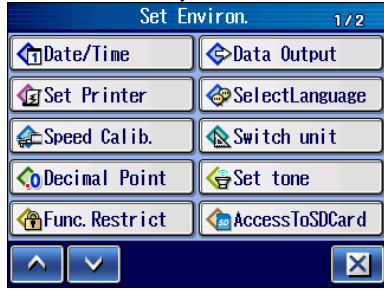 Set Environ. 1/2
Date/Time Data Output
Set Printer SelectLanguage
Speed Calib. Switch unit
Decimal Point Set tone
Func.Restrict AccessToSDCard